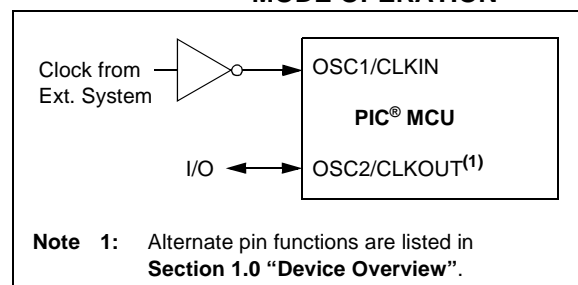 MODE OPERATION
Clock from
Ext. System
OSC1/CLKIN
PIC® MCU
I/O
OSC2/CLKOUT(1)
Note 1: Alternate pin functions are listed in
Section 1.0 “Device Overview”.